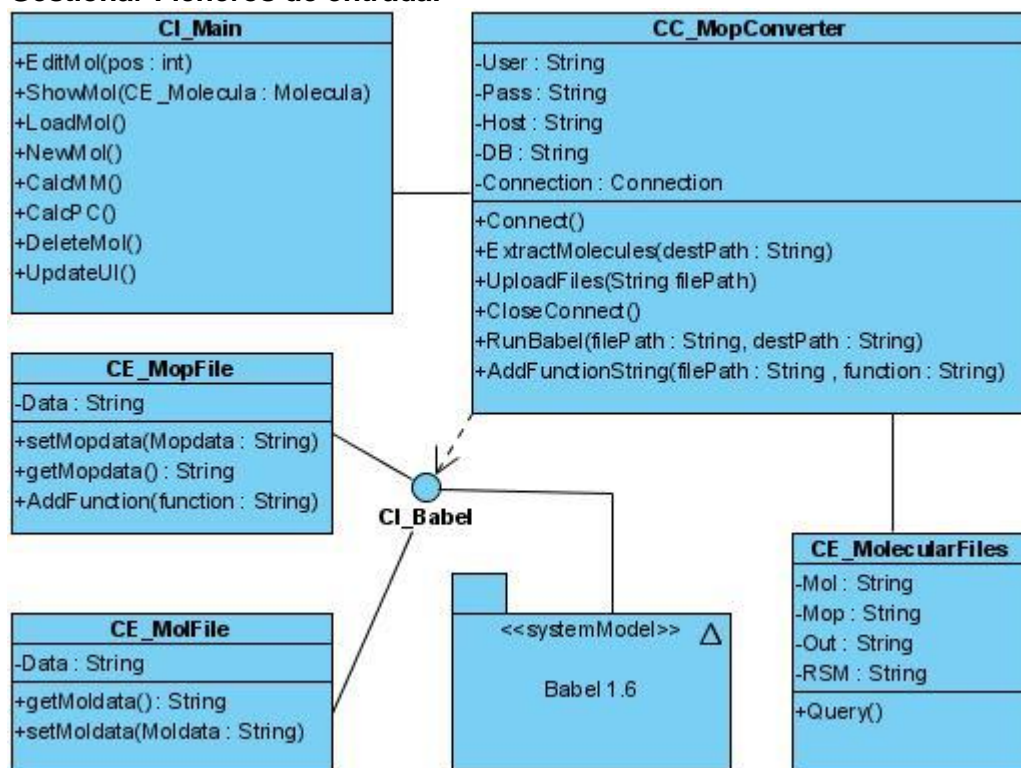 Gestionar Ficheros de entrada.
CI_Main
+EditMol(pos : int)
+ShowMol(CE_Molecula : Molecula)
+LoadMol()
+NewMol()
+CalcMM()
+CalcPC()
+DeleteMol()
+UpdateUI()
CC_MopConverter
-User : String
-Pass : String
-Host : String
-DB : String
-Connection : Connection
+Connect()
+ExtractMolecules(destPath : String)
+UploadFiles(String filePath)
+CloseConnect()
+RunBabel(filePath : String, destPath : String)
+AddFunctionString(filePath : String , function : String)
CE_MopFile
-Data : String
+setMopdata(Mopdata : String)
+getMopdata() : String
+AddFunction(function : String)
CI_Babel
CE_MolFile
-Data : String
+getMoldata() : String
+setMoldata(Moldata : String)
<<systemModel>>
Babel 1.6
CE_MolecularFiles
-Mol : String
-Mop : String
-Out : String
-RSM : String
+Query()